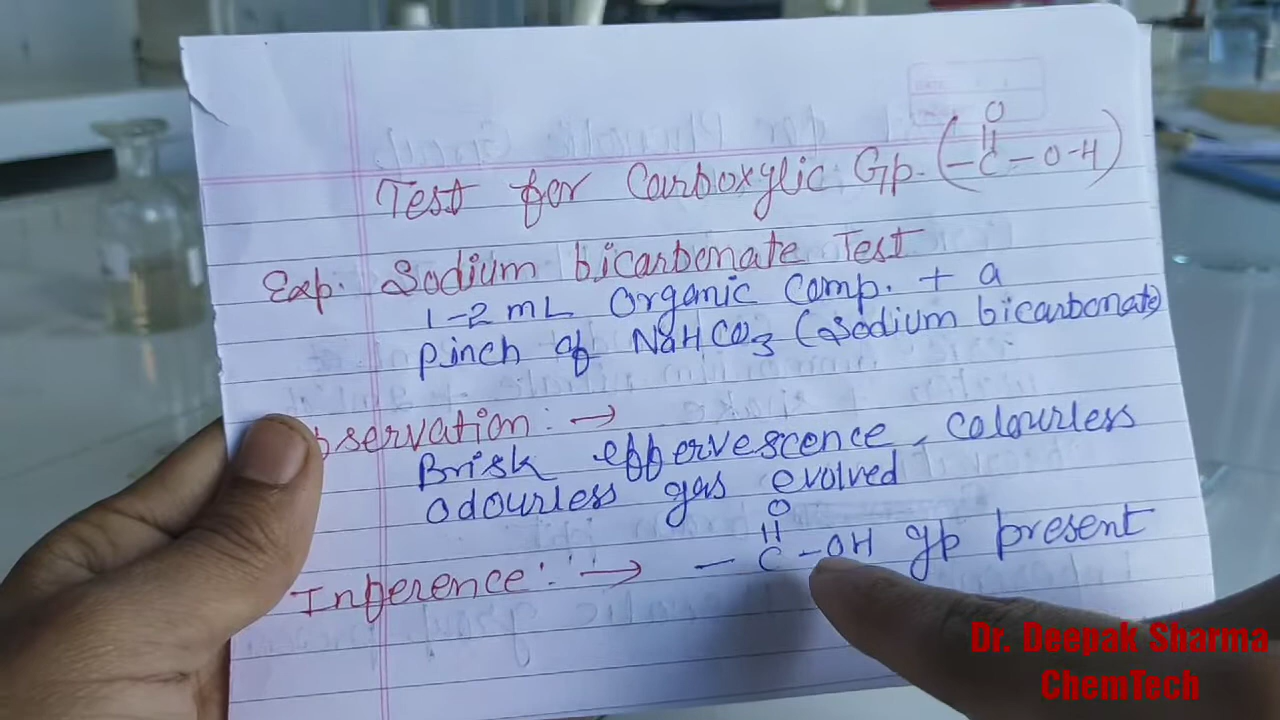 O
||
Test for Carboxylic Gp. (-C-O-H)
Exp. Sodium bicarbonate Test
1-2 mL Organic Comp. + a
pinch of NaHCO3 (sodium bicarbonate)
bservation: →
Brisk effervescence, colourless
odourless gas evolved
O
||
Inference: → -C-OH gp present
Dr. Deepak Sharma
ChemTech